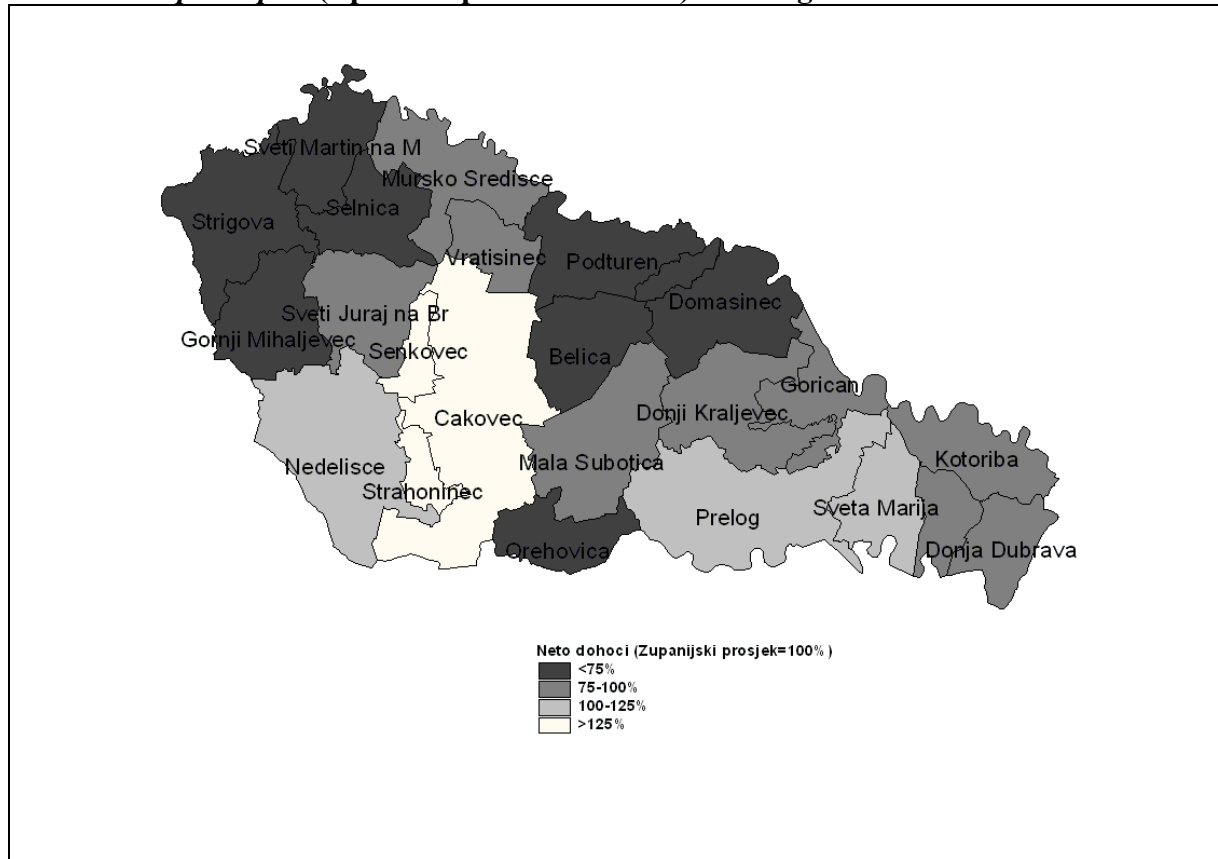 Sveti Martin na M
Mursko Sredisce
Selnica
Strigova
Vratisinec
Podturen
Domasinec
Sveti Juraj na Br
Gornji Mihaljevec
Senkovec
Belica
Gorican
Donji Kraljevec
Cakovec
Kotoriba
Mala Subotica
Nedelisce
Strahoninec
Sveta Marija
Prelog
Orehovica
Donja Dubrava
Neto dohoci (Zupanijski prosjek=100%)
<75%
75-100%
100-125%
>125%